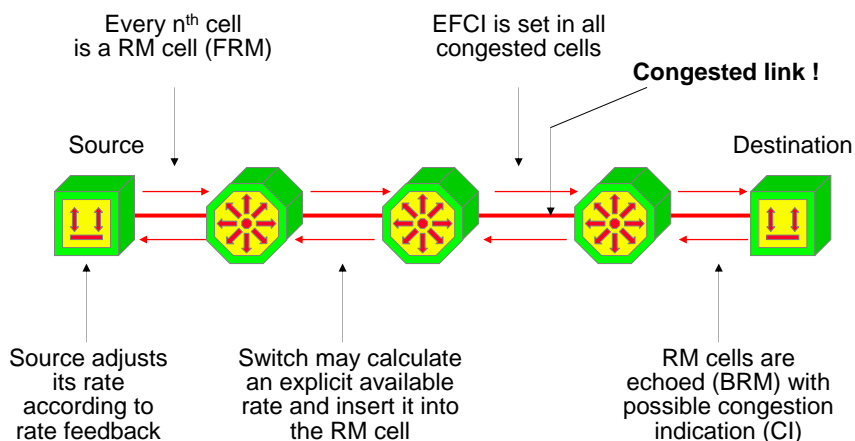 Every nth cell
is a RM cell (FRM)
EFCI is set in all
congested cells
Congested link !
Source
Destination
Source adjusts
its rate
according to
rate feedback
Switch may calculate
an explicit available
rate and insert it into
the RM cell
RM cells are
echoed (BRM) with
possible congestion
indication (CI)